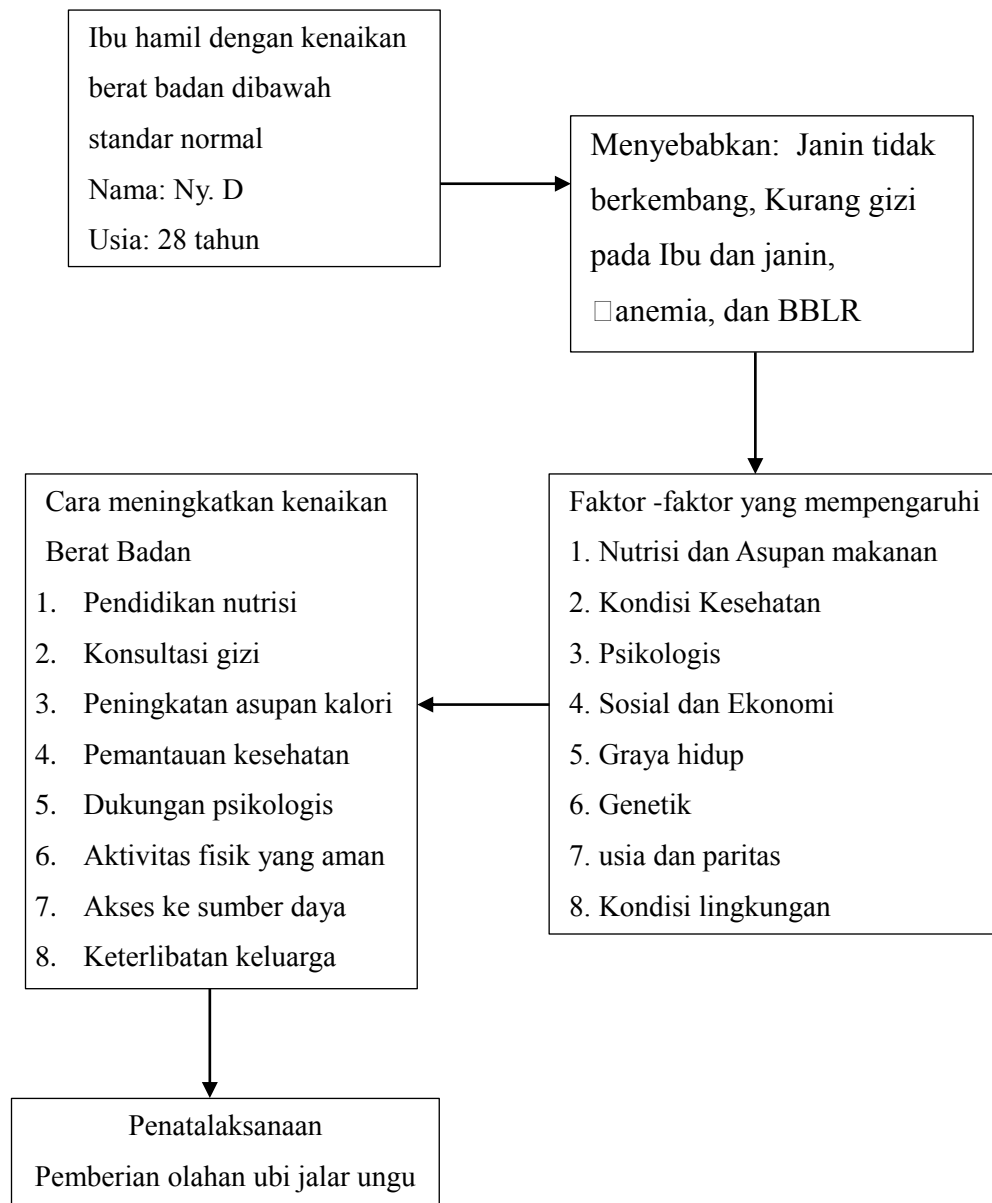 Ibu hamil dengan kenaikan
berat badan dibawah
standar normal
Nama: Ny. D
Usia: 28 tahun
Menyebabkan: Janin tidak
berkembang, Kurang gizi
pada Ibu dan janin,
□anemia, dan BBLR
Faktor -faktor yang mempengaruhi
1. Nutrisi dan Asupan makanan
2. Kondisi Kesehatan
3. Psikologis
4. Sosial dan Ekonomi
5. Graya hidup
6. Genetik
7. usia dan paritas
8. Kondisi lingkungan
Cara meningkatkan kenaikan
Berat Badan
1. Pendidikan nutrisi
2. Konsultasi gizi
3. Peningkatan asupan kalori
4. Pemantauan kesehatan
5. Dukungan psikologis
6. Aktivitas fisik yang aman
7. Akses ke sumber daya
8. Keterlibatan keluarga
Penatalaksanaan
Pemberian olahan ubi jalar ungu